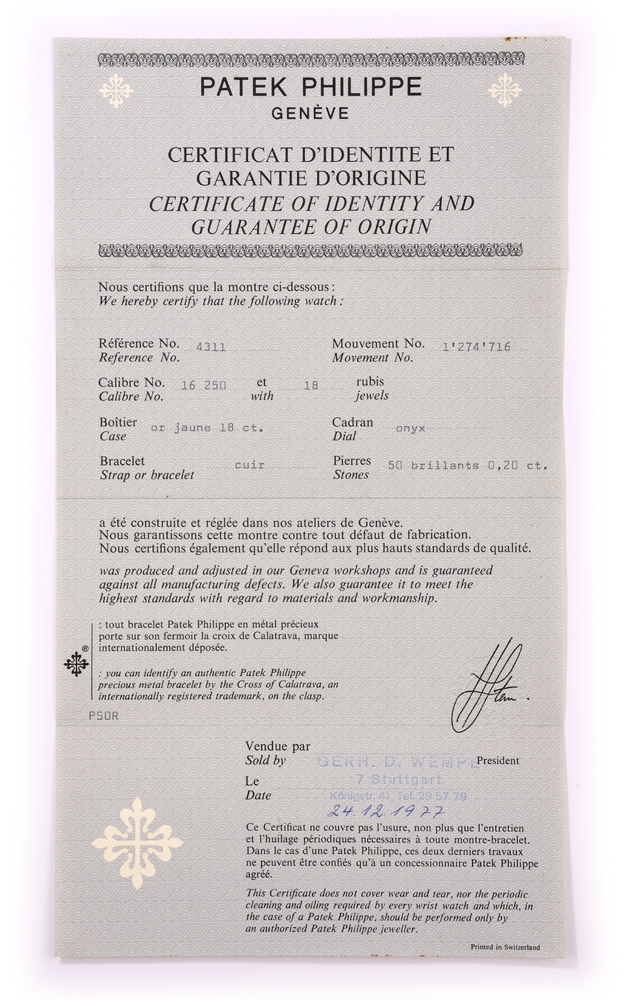 PATEK PHILIPPE
GENÈVE
CERTIFICAT D'IDENTITE ET
GARANTIE D'ORIGINE
CERTIFICATE OF IDENTITY AND
GUARANTEE OF ORIGIN
Nous certifions que la montre ci-dessous :
We hereby certify that the following watch :
Référence No. 4311 Mouvement No. 1'274'716
Reference No. Movement No.
Calibre No. 16 250 et 18 rubis
Calibre No. with jewels
Boîtier or jaune 18 ct. Cadran onyx
Case Dial
Bracelet cuir Pierres 50 brillants 0,20 ct.
Strap or bracelet Stones
a été construite et réglée dans nos ateliers de Genève.
Nous garantissons cette montre contre tout défaut de fabrication.
Nous certifions également qu'elle répond aux plus hauts standards de qualité.
was produced and adjusted in our Geneva workshops and is guaranteed
against all manufacturing defects. We also guarantee it to meet the
highest standards with regard to materials and workmanship.
: tout bracelet Patek Philippe en métal précieux
porte sur son fermoir la croix de Calatrava, marque
internationalement déposée.
®
: you can identify an authentic Patek Philippe
precious metal bracelet by the Cross of Calatrava, an
internationally registered trademark, on the clasp.
PSOR
Stern
Vendue par
Sold by GERH. D. WEMPE President
Le 7 Stuttgart
Date Königstr. 41, Tel. 29 57 79
24.12.1977
Ce Certificat ne couvre pas l'usure, non plus que l'entretien
et l'huilage périodiques nécessaires à toute montre-bracelet.
Dans le cas d'une Patek Philippe, ces deux derniers travaux
ne peuvent être confiés qu'à un concessionnaire Patek Philippe
agréé.
This Certificate does not cover wear and tear, nor the periodic
cleaning and oiling required by every wrist watch and which, in
the case of a Patek Philippe, should be performed only by
an authorized Patek Philippe jeweller.
Printed in Switzerland